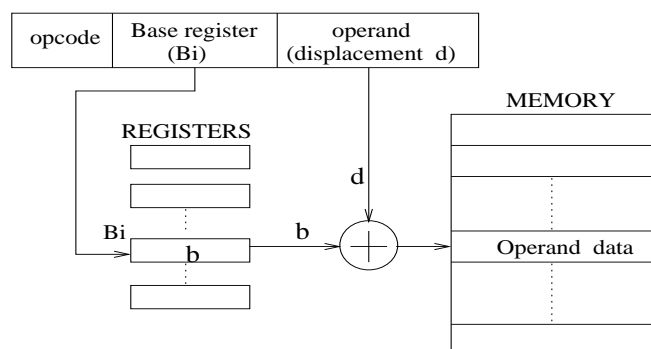 opcode
Base register
(Bi)
operand
(displacement d)
MEMORY
REGISTERS
d
Bi
b
b
Operand data